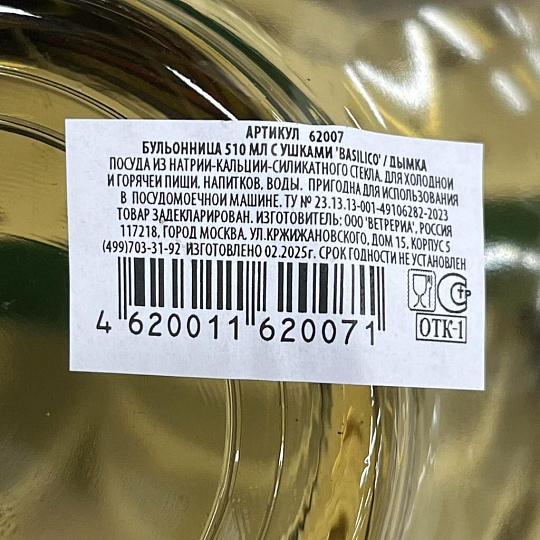 АРТИКУЛ 62007
БУЛЬОННИЦА 510 МЛ С УШКАМИ 'BASILICO' / ДЫМКА
ПОСУДА ИЗ НАТРИИ-КАЛЬЦИИ-СИЛИКАТНОГО СТЕКЛА. ДЛЯ ХОЛОДНОИ
И ГОРЯЧЕИ ПИЩИ, НАПИТКОВ, ВОДЫ. ПРИГОДНА ДЛЯ ИСПОЛЬЗОВАНИЯ
В ПОСУДОМОЕЧНОИ МАШИНЕ. ТУ № 23.13.13-001-49106282-2023
ТОВАР ЗАДЕКЛАРИРОВАН. ИЗГОТОВИТЕЛЬ: ООО 'ВЕТРЕРИА', РОССИЯ
117218, ГОРОД МОСКВА, УЛ.КРЖИЖАНОВСКОГО, ДОМ 15, КОРПУС 5
(499)703-31-92 ИЗГОТОВЛЕНО 02.2025г. СРОК ГОДНОСТИ НЕ УСТАНОВЛЕН
4 620011 620071
ОТК-1